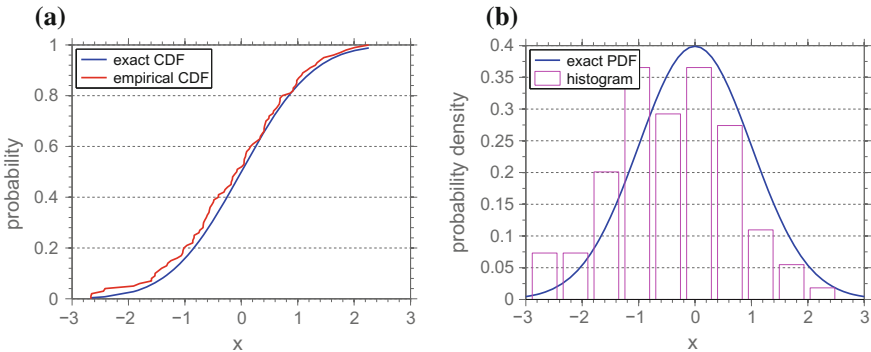 (a)
exact CDF
empirical CDF
probability
1
0.8
0.6
0.4
0.2
0
−3 −2 −1 0 1 2 3
x
(b)
exact PDF
histogram
probability density
0.4
0.35
0.3
0.25
0.2
0.15
0.1
0.05
0
−3 −2 −1 0 1 2 3
x